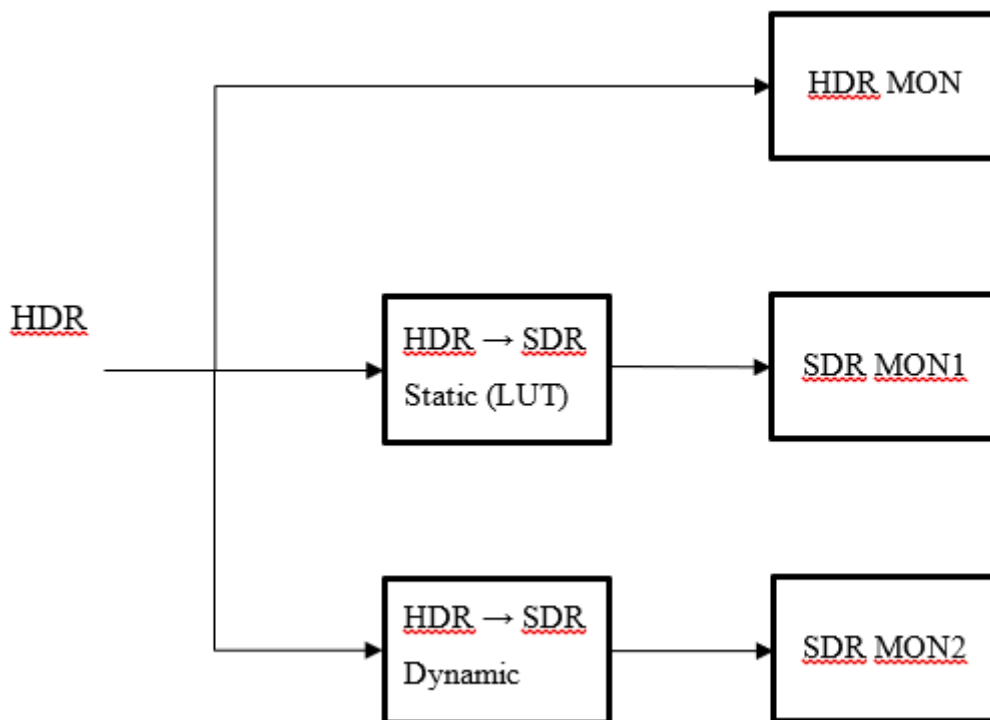 HDR MON
HDR
HDR → SDR
Static (LUT)
SDR MON1
HDR → SDR
Dynamic
SDR MON2